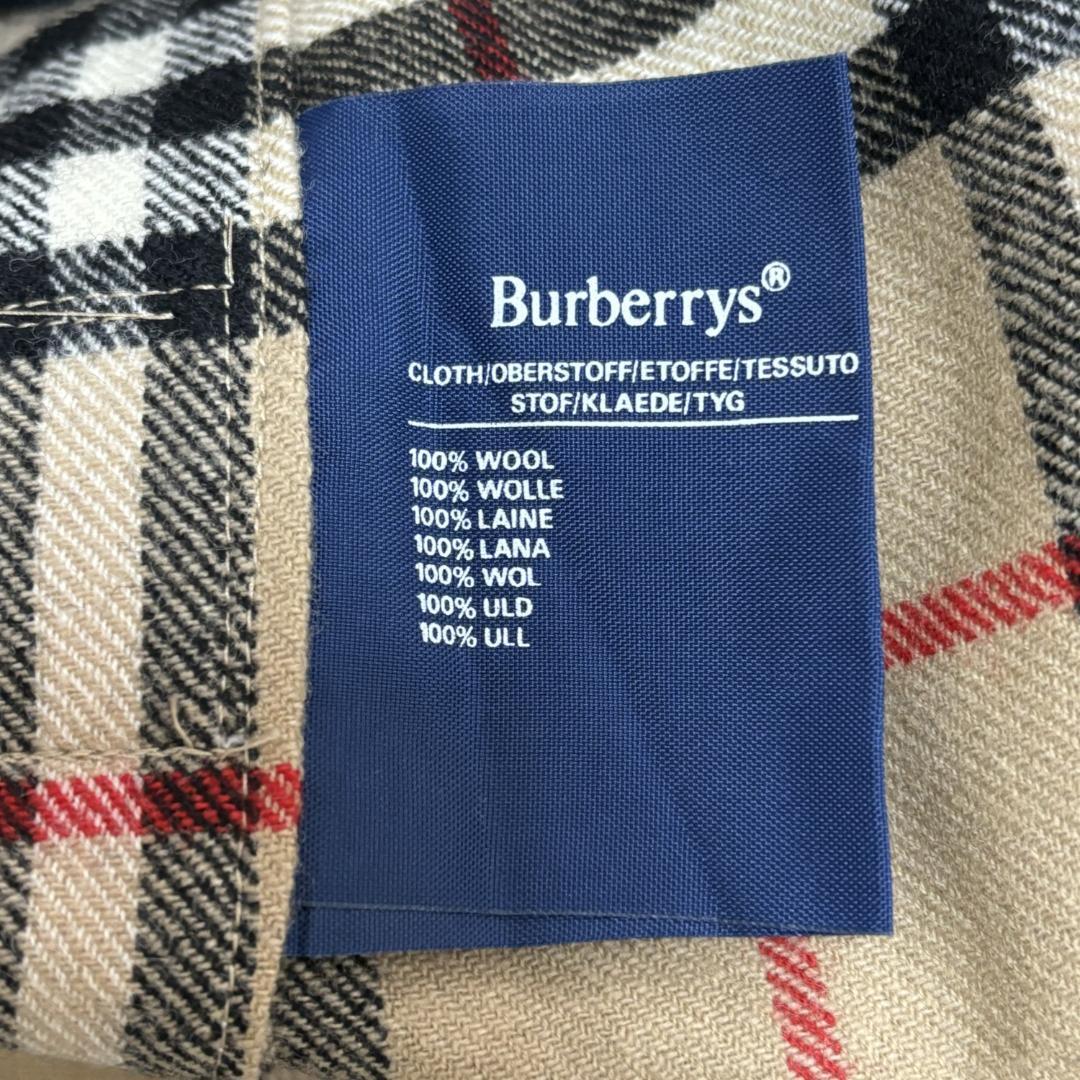 Burberrys®
CLOTH/OBERSTOFF/ETOFFE/TESSUTO
STOF/KLAEDE/TYG
100% WOOL
100% WOLLE
100% LAINE
100% LANA
100% WOL
100% ULD
100% ULL